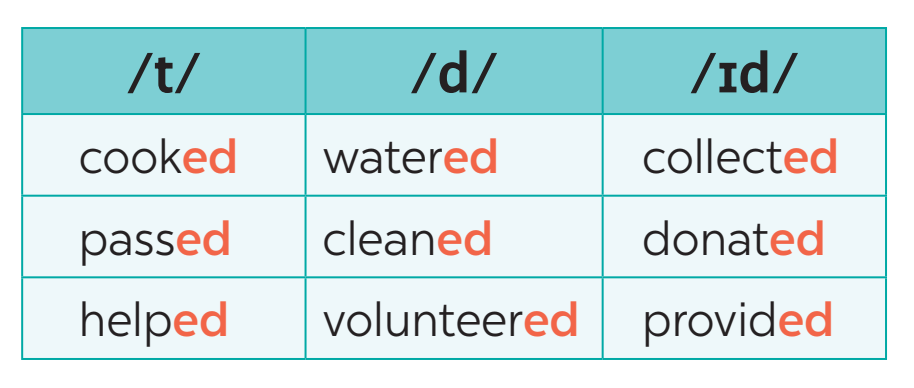 /t/ /d/ /ɪd/
cooked watered collected
passed cleaned donated
helped volunteered provided